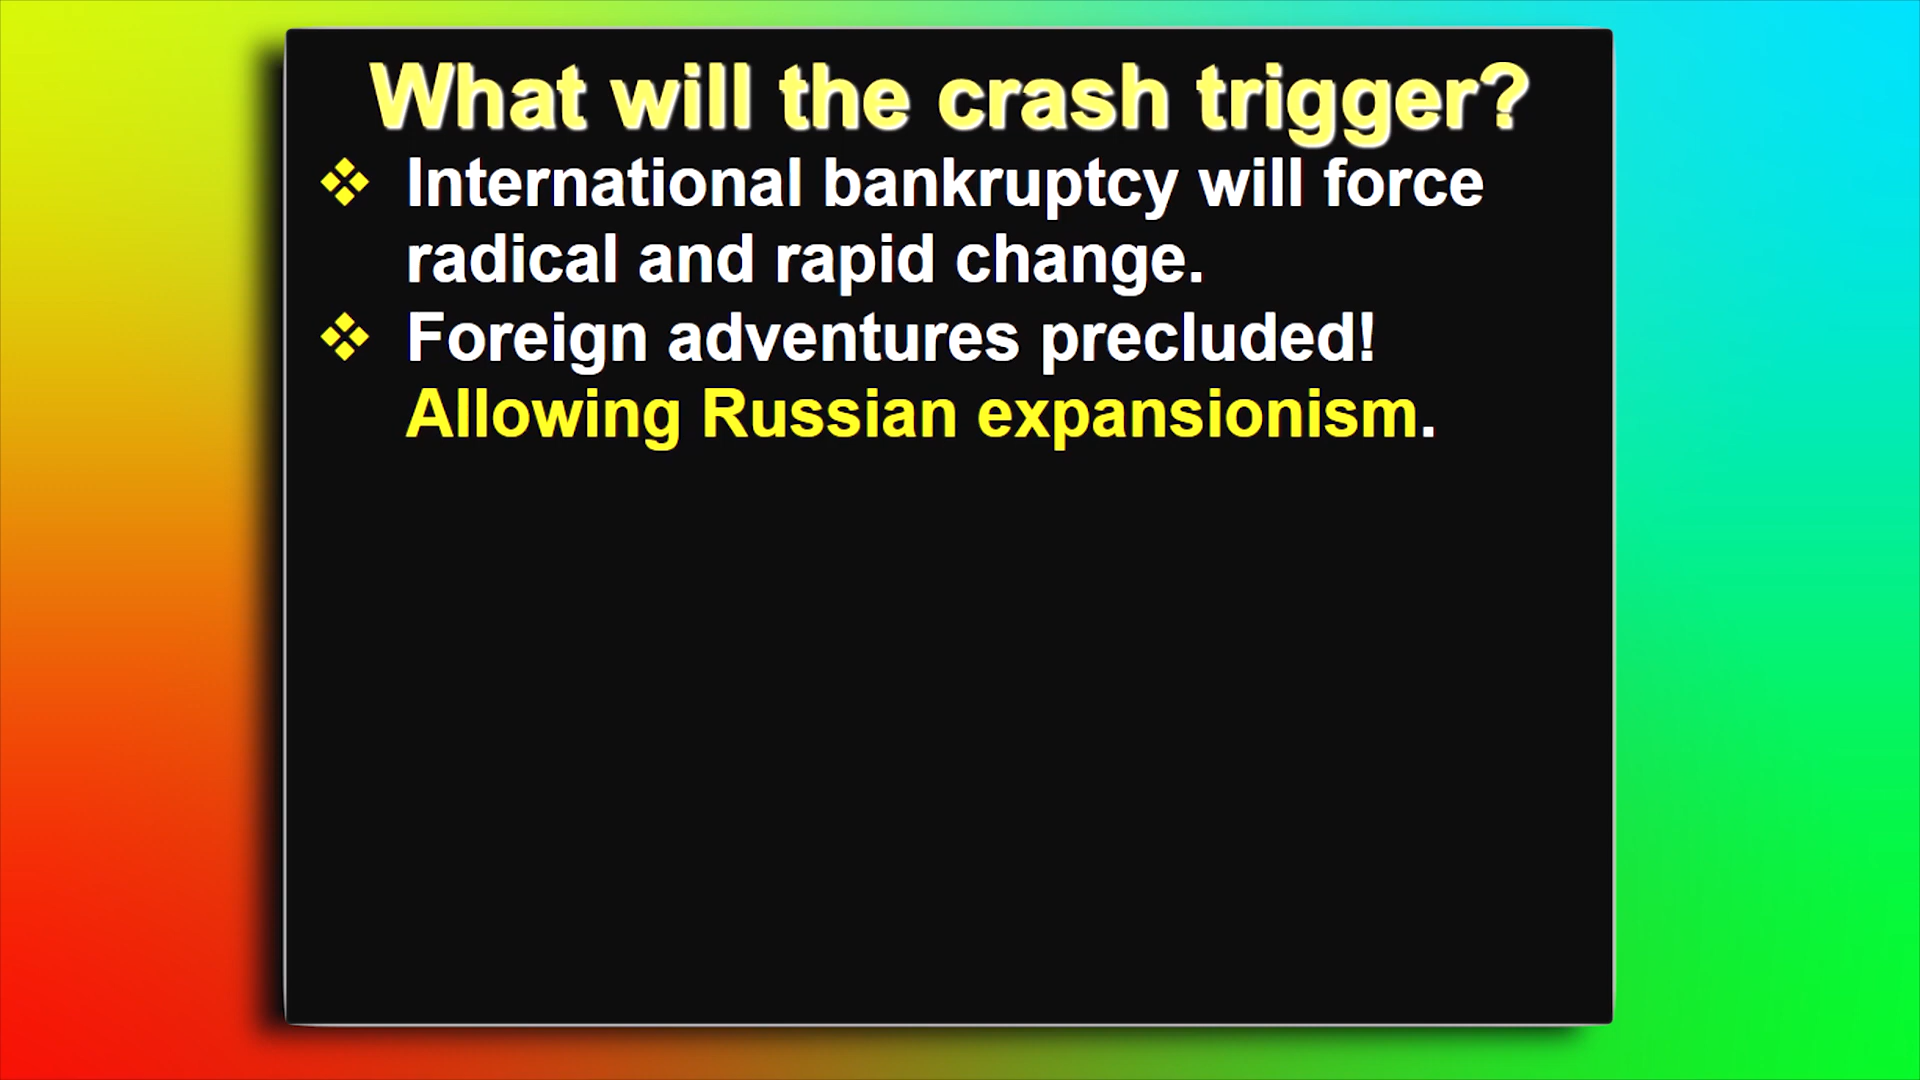 What will the crash trigger?
❖ International bankruptcy will force
radical and rapid change.
❖ Foreign adventures precluded!
Allowing Russian expansionism.